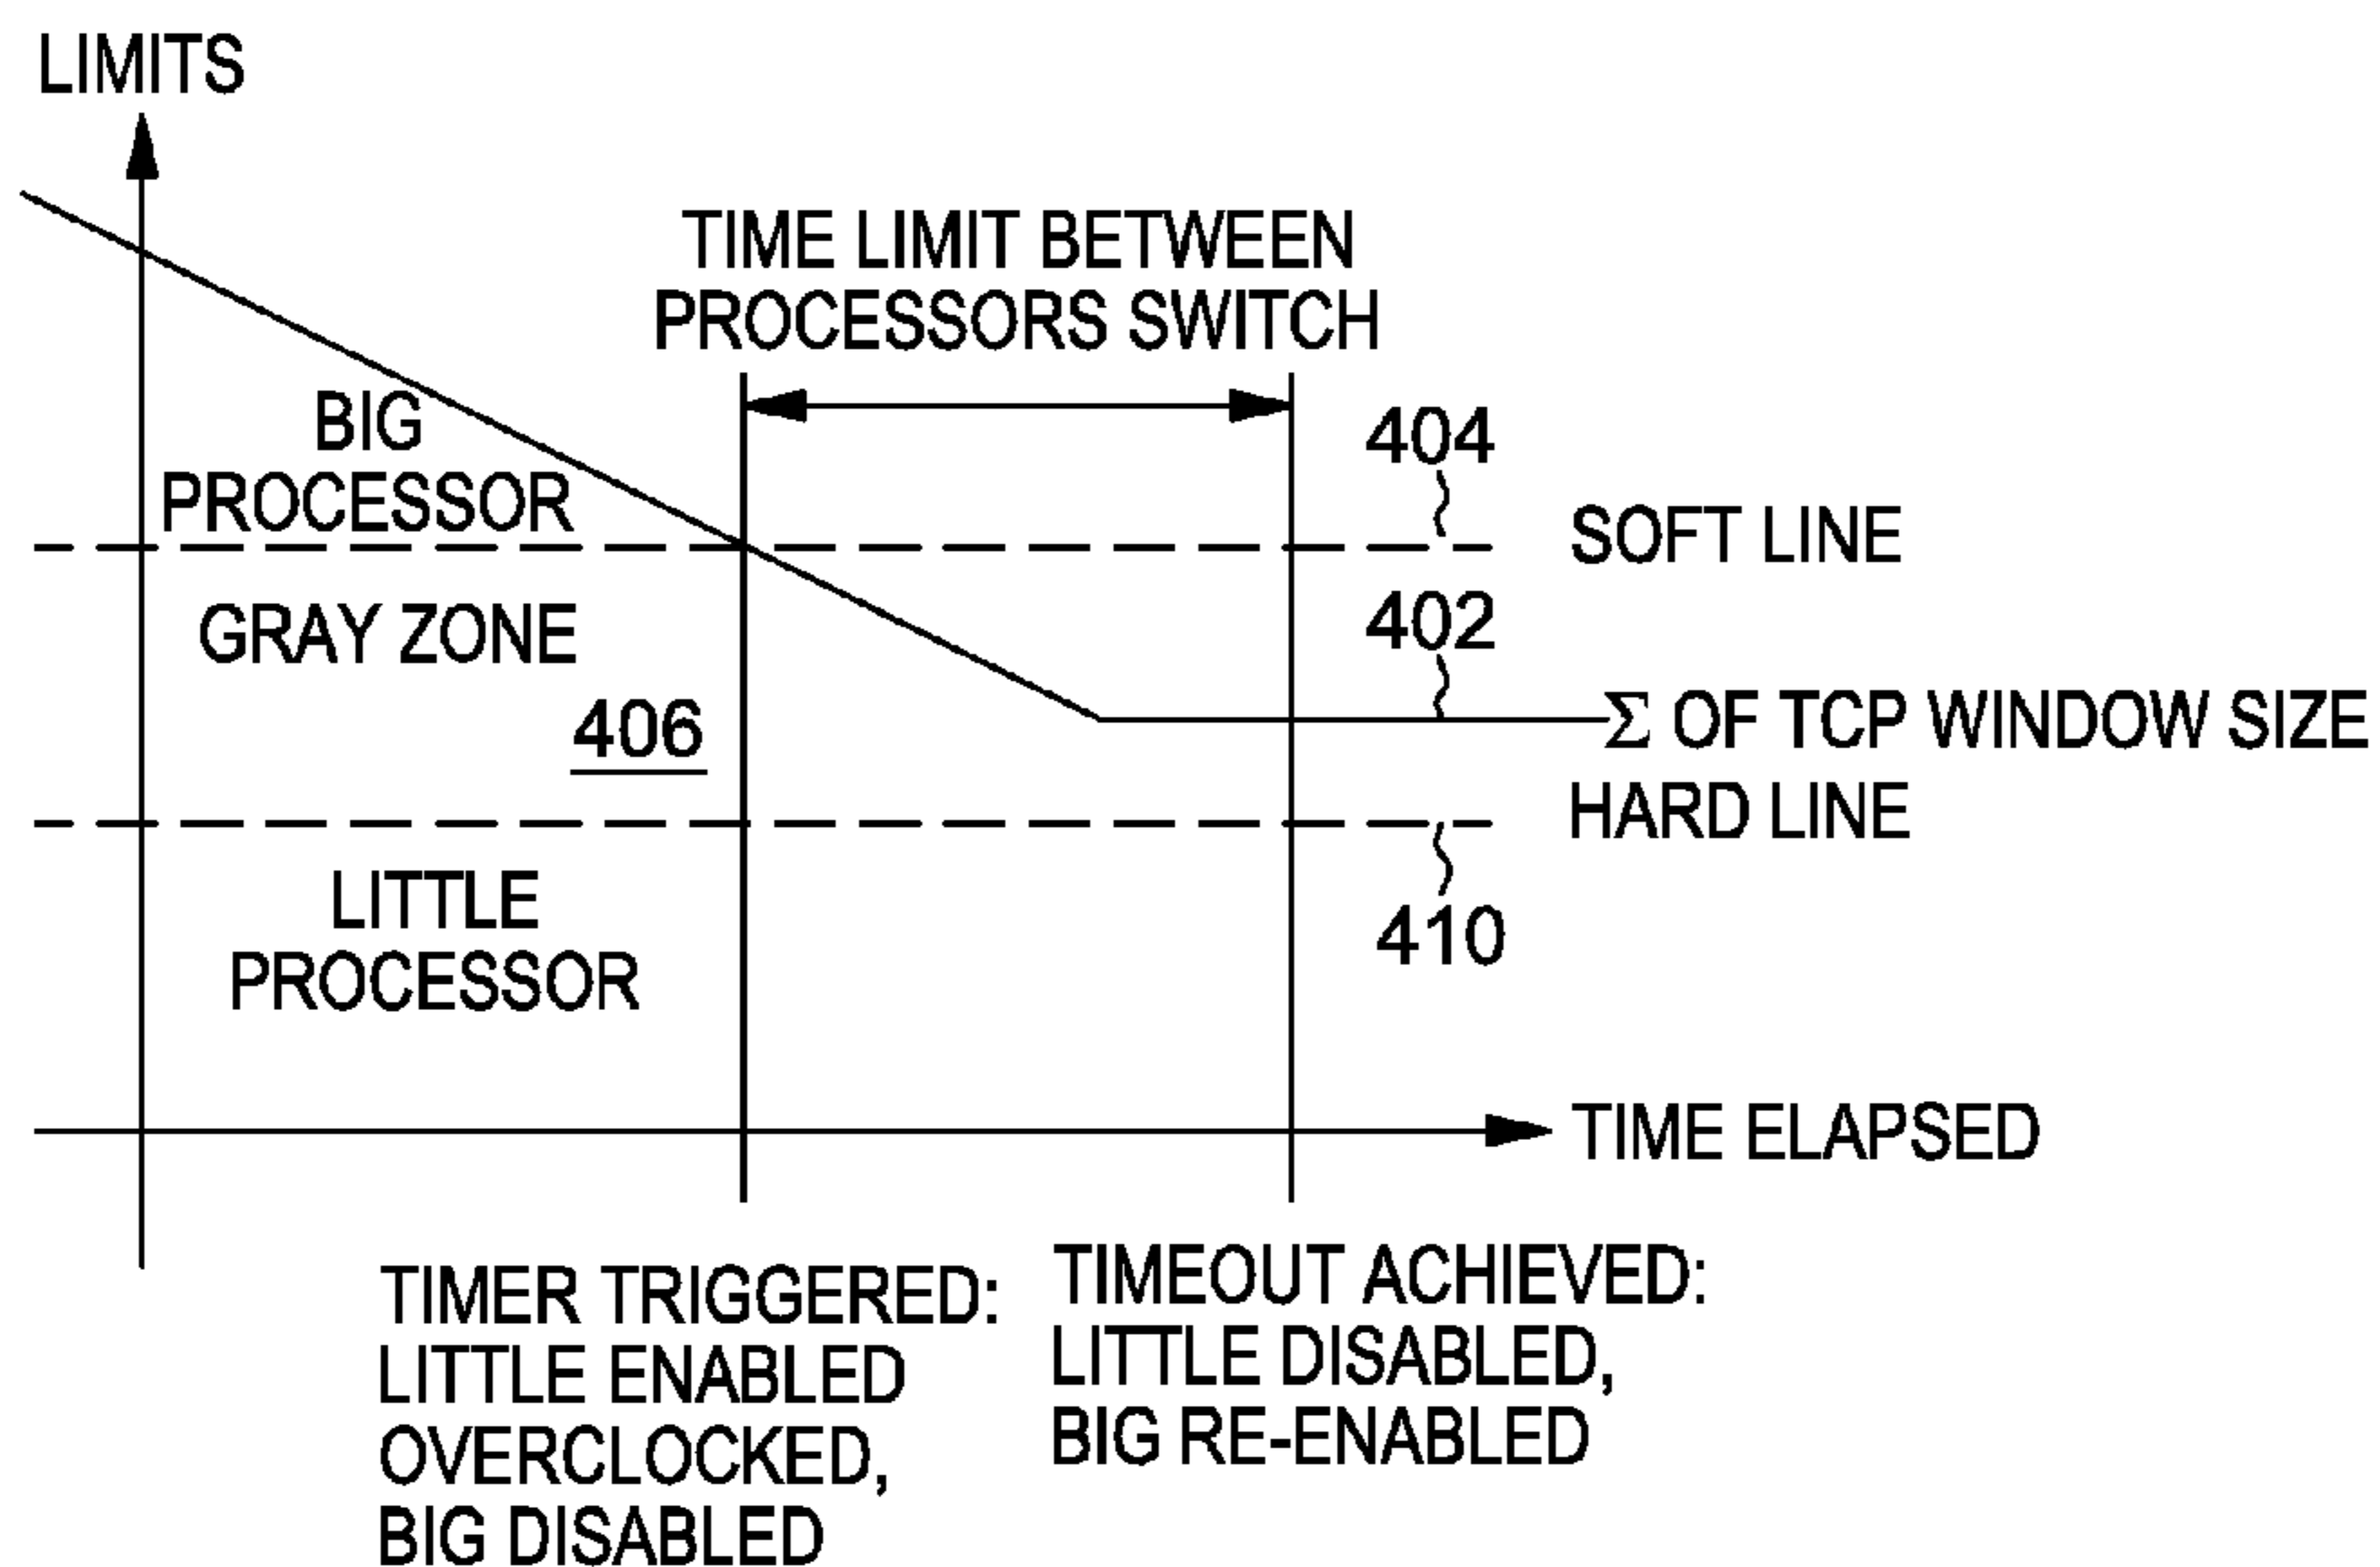 LIMITS
TIME LIMIT BETWEEN
PROCESSORS SWITCH
BIG
PROCESSOR
404
SOFT LINE
GRAY ZONE
402
406
Σ OF TCP WINDOW SIZE
HARD LINE
LITTLE
PROCESSOR
410
TIME ELAPSED
TIMER TRIGGERED:
LITTLE ENABLED
OVERCLOCKED,
BIG DISABLED
TIMEOUT ACHIEVED:
LITTLE DISABLED,
BIG RE-ENABLED